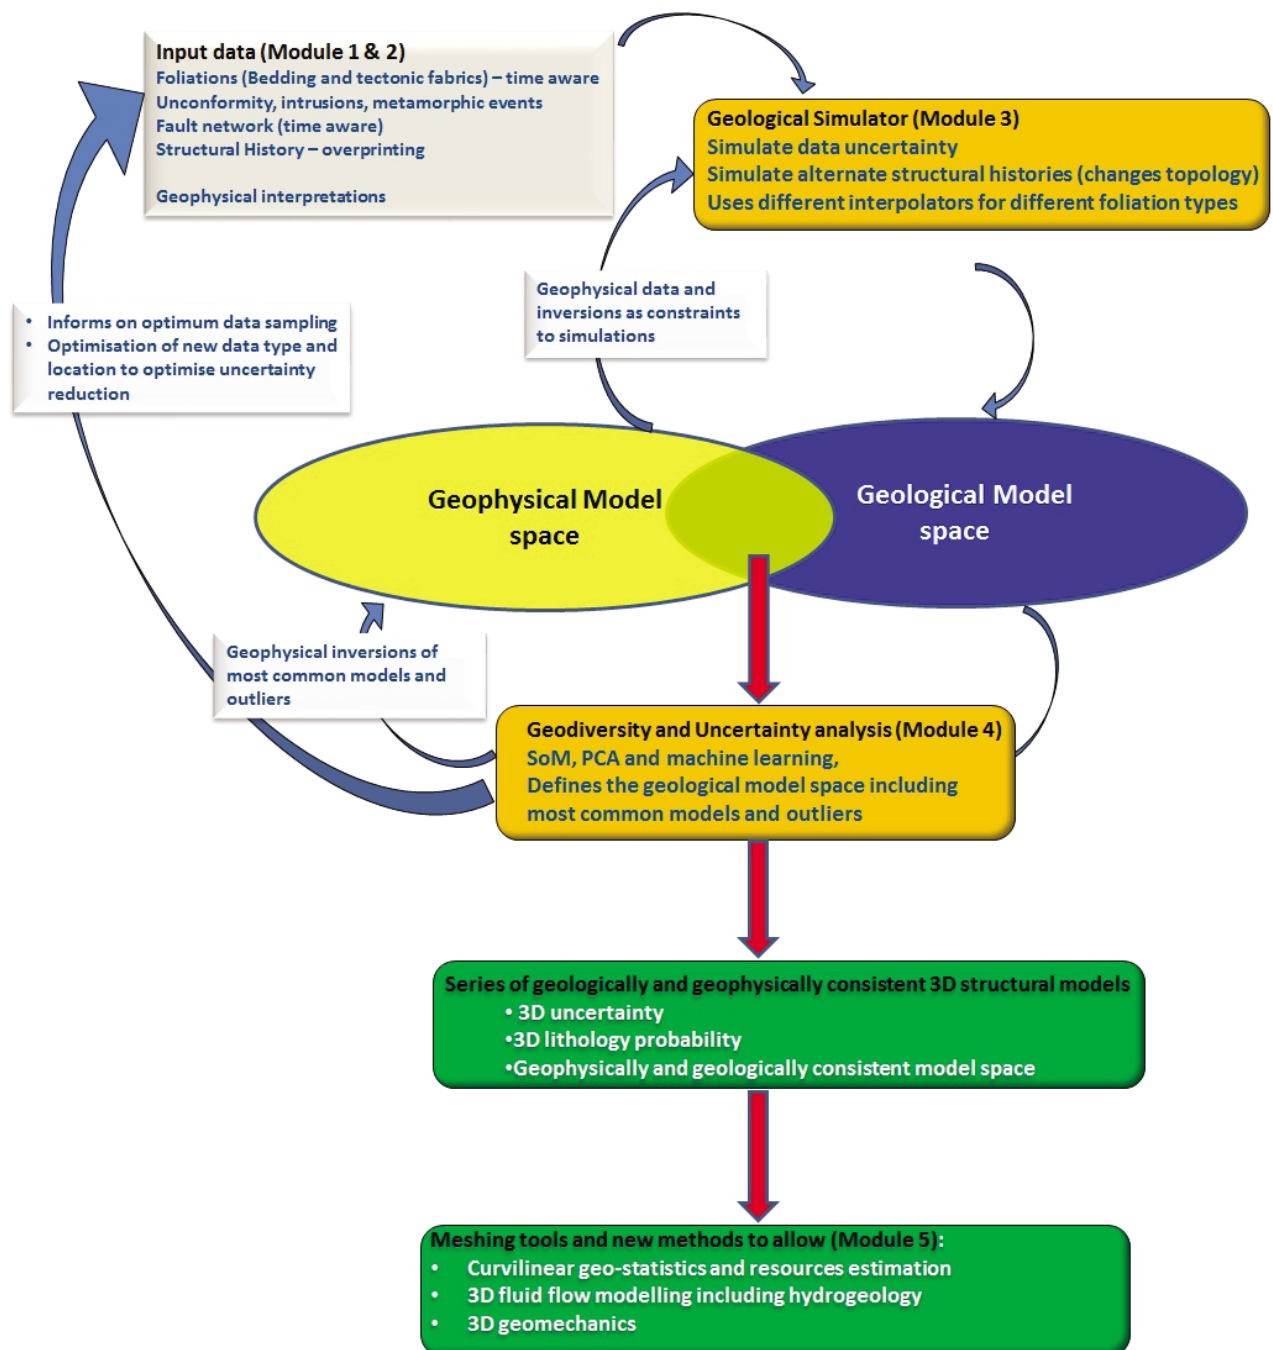 Input data (Module 1 & 2)
Foliations (Bedding and tectonic fabrics) – time aware
Unconformity, intrusions, metamorphic events
Fault network (time aware)
Structural History – overprinting
Geophysical interpretations
Geological Simulator (Module 3)
Simulate data uncertainty
Simulate alternate structural histories (changes topology)
Uses different interpolators for different foliation types
Geophysical data and
inversions as constraints
to simulations
• Informs on optimum data sampling
• Optimisation of new data type and
location to optimise uncertainty
reduction
Geophysical Model
space
Geological Model
space
Geophysical inversions of
most common models and
outliers
Geodiversity and Uncertainty analysis (Module 4)
SoM, PCA and machine learning,
Defines the geological model space including
most common models and outliers
Series of geologically and geophysically consistent 3D structural models
• 3D uncertainty
•3D lithology probability
•Geophysically and geologically consistent model space
Meshing tools and new methods to allow (Module 5):
• Curvilinear geo-statistics and resources estimation
• 3D fluid flow modelling including hydrogeology
• 3D geomechanics